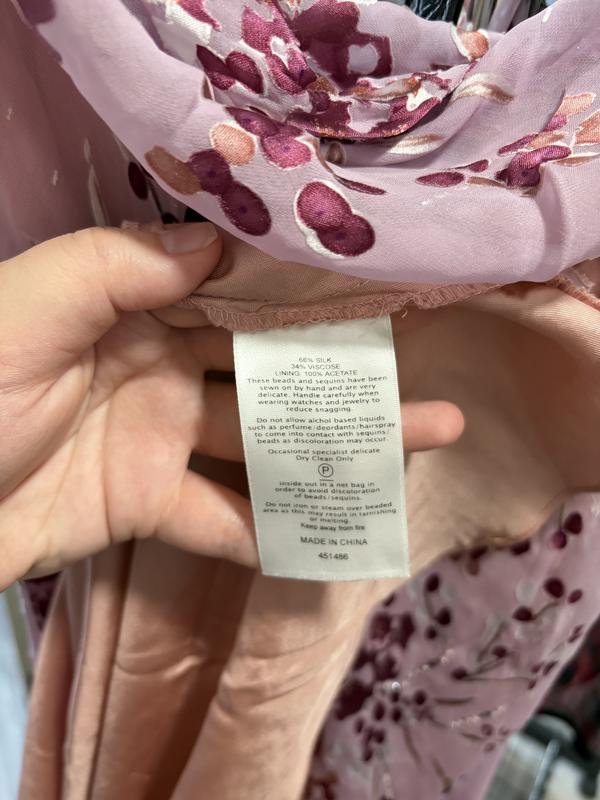 66% SILK
34% VISCOSE
LINING: 100% ACETATE
These beads and sequins have been
sewn on by hand and are very
delicate. Handle carefully when
wearing watches and jewelry to
reduce snagging.
Do not allow alchol based liquids
such as perfume/deordants/hairspray
to come into contact with sequins/
beads as discoloration may occur.
Occasional specialist delicate
Dry Clean Only
P
inside out in a net bag in
order to avoid discoloration
of beads/sequins.
Do not iron or steam over beaded
area as this may result in tarnishing
or melting.
Keep away from fire
MADE IN CHINA
451486